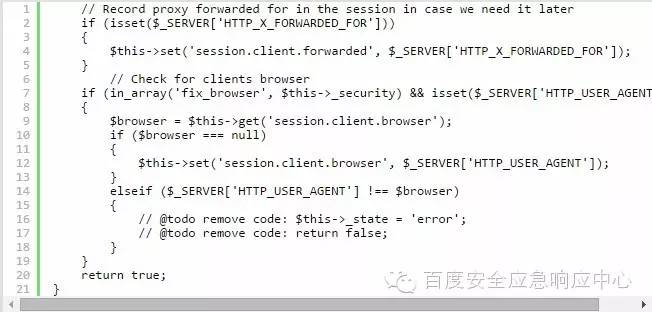 1 // Record proxy forwarded for in the session in case we need it later
2 if (isset($_SERVER['HTTP_X_FORWARDED_FOR']))
3 {
4 $this->set('session.client.forwarded', $_SERVER['HTTP_X_FORWARDED_FOR']);
5 }
6 // Check for clients browser
7 if (in_array('fix_browser', $this->_security) && isset($_SERVER['HTTP_USER_AGENT
8 {
9 $browser = $this->get('session.client.browser');
10 if ($browser === null)
11 {
12 $this->set('session.client.browser', $_SERVER['HTTP_USER_AGENT']);
13 }
14 elseif ($_SERVER['HTTP_USER_AGENT'] !== $browser)
15 {
16 // @todo remove code: $this->_state = 'error';
17 // @todo remove code: return false;
18 }
19 }
20 return true;
21 }
百度安全应急响应中心